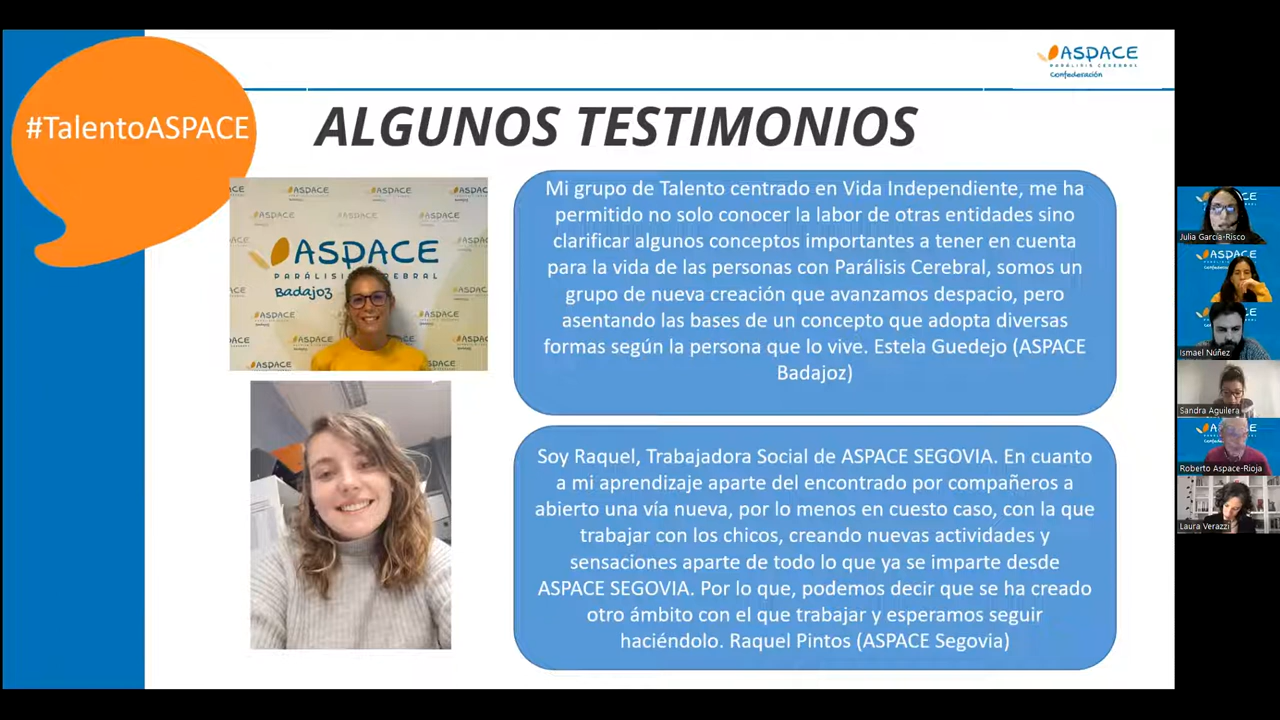 #TalentoASPACE
ASPACE
PARÁLISIS CEREBRAL
Confederación
ALGUNOS TESTIMONIOS
ASPACE
PARÁLISIS CEREBRAL
Badajoz
Mi grupo de Talento centrado en Vida Independiente, me ha
permitido no solo conocer la labor de otras entidades sino
clarificar algunos conceptos importantes a tener en cuenta
para la vida de las personas con Parálisis Cerebral, somos un
grupo de nueva creación que avanzamos despacio, pero
asentando las bases de un concepto que adopta diversas
formas según la persona que lo vive. Estela Guedejo (ASPACE
Badajoz)
Soy Raquel, Trabajadora Social de ASPACE SEGOVIA. En cuanto
a mi aprendizaje aparte del encontrado por compañeros a
abierto una vía nueva, por lo menos en cuesto caso, con la que
trabajar con los chicos, creando nuevas actividades y
sensaciones aparte de todo lo que ya se imparte desde
ASPACE SEGOVIA. Por lo que, podemos decir que se ha creado
otro ámbito con el que trabajar y esperamos seguir
haciéndolo. Raquel Pintos (ASPACE Segovia)
Julia García-Risco
Ismael Núñez
Sandra Aguilera
Roberto Aspace-Rioja
Laura Verazzi